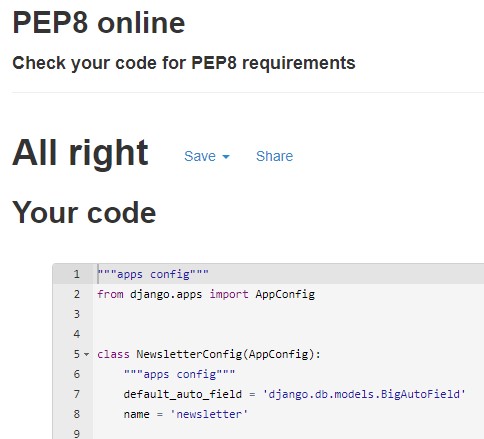 PEP8 online
Check your code for PEP8 requirements
All right Save Share
Your code
1 """apps config"""
2 from django.apps import AppConfig
3
4
5 class NewsletterConfig(AppConfig):
6     """apps config"""
7     default_auto_field = 'django.db.models.BigAutoField'
8     name = 'newsletter'
9